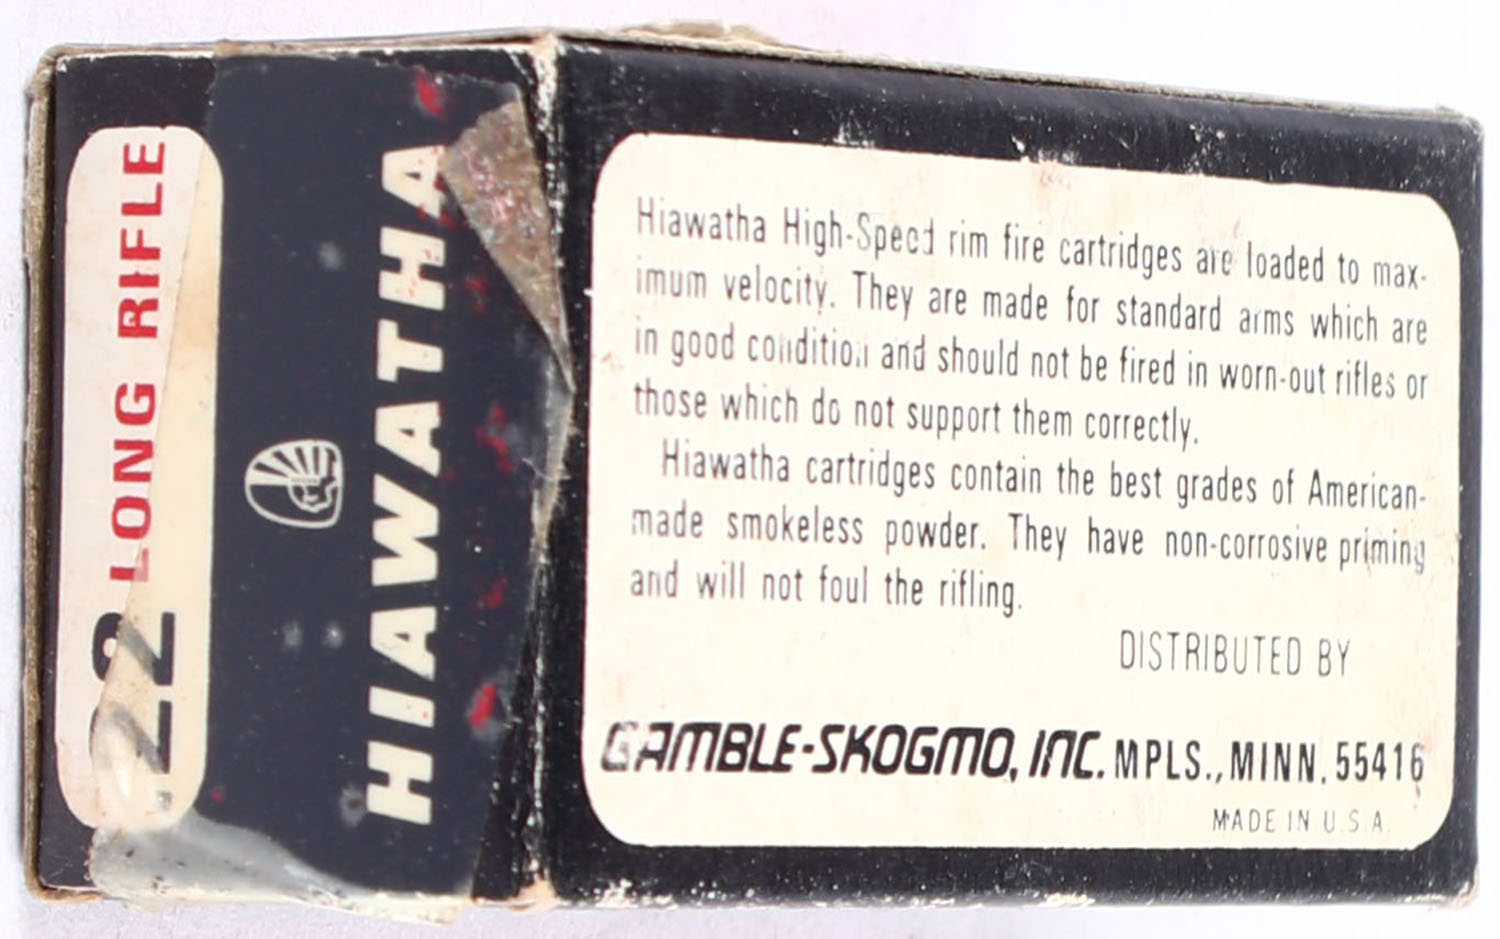 .22 LONG RIFLE
HIAWATHA
Hiawatha High-Speed rim fire cartridges are loaded to max-
imum velocity. They are made for standard arms which are
in good condition and should not be fired in worn-out rifles or
those which do not support them correctly.
Hiawatha cartridges contain the best grades of American-
made smokeless powder. They have non-corrosive priming
and will not foul the rifling.
DISTRIBUTED BY
GAMBLE-SKOGMO, INC. MPLS., MINN. 55416
MADE IN U.S.A.